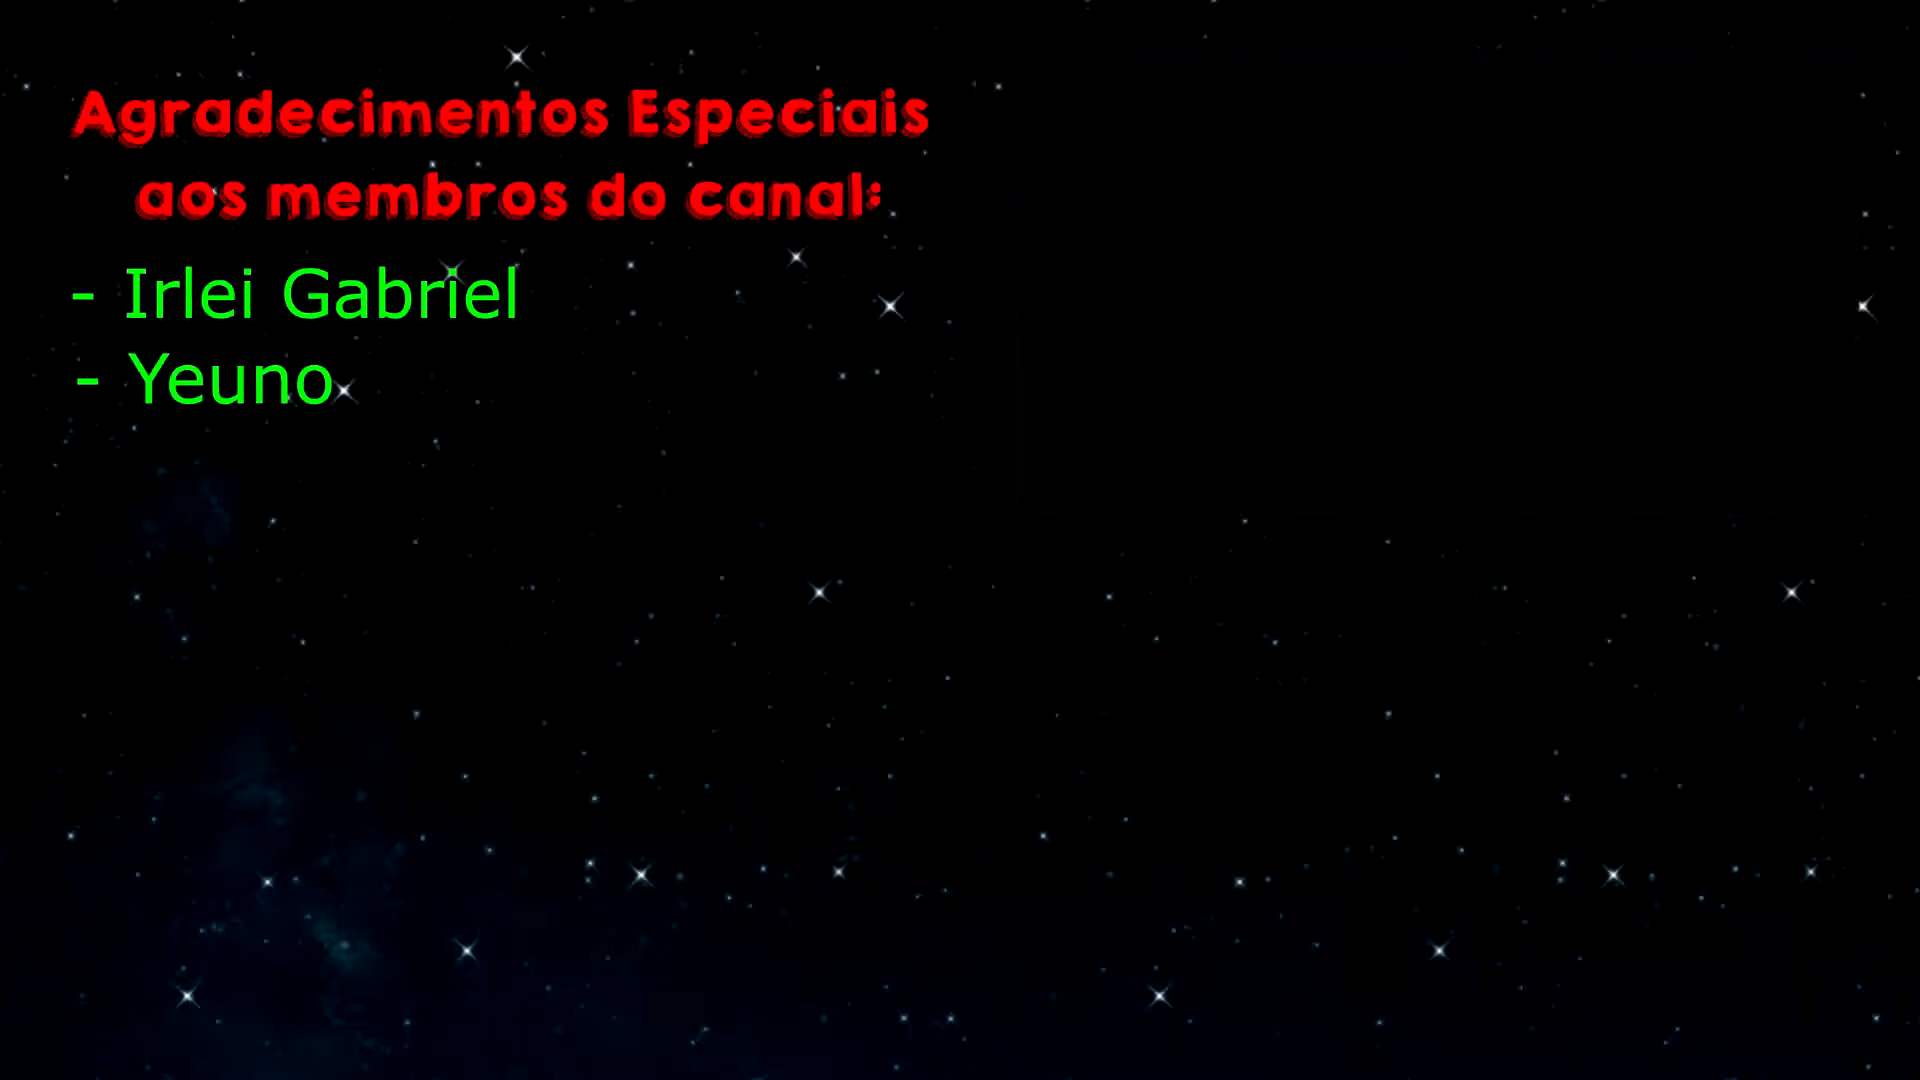 Agradecimentos Especiais
aos membros do canal:
- Irlei Gabriel
- Yeuno